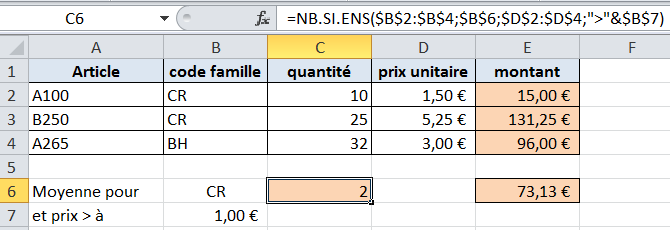 C6 fx =NB.SI.ENS($B$2:$B$4;$B$6;$D$2:$D$4;">"&$B$7)
A B C D E F
1 Article code famille quantité prix unitaire montant
2 A100 CR 10 1,50 € 15,00 €
3 B250 CR 25 5,25 € 131,25 €
4 A265 BH 32 3,00 € 96,00 €
5
6 Moyenne pour CR 2 73,13 €
7 et prix > à 1,00 €